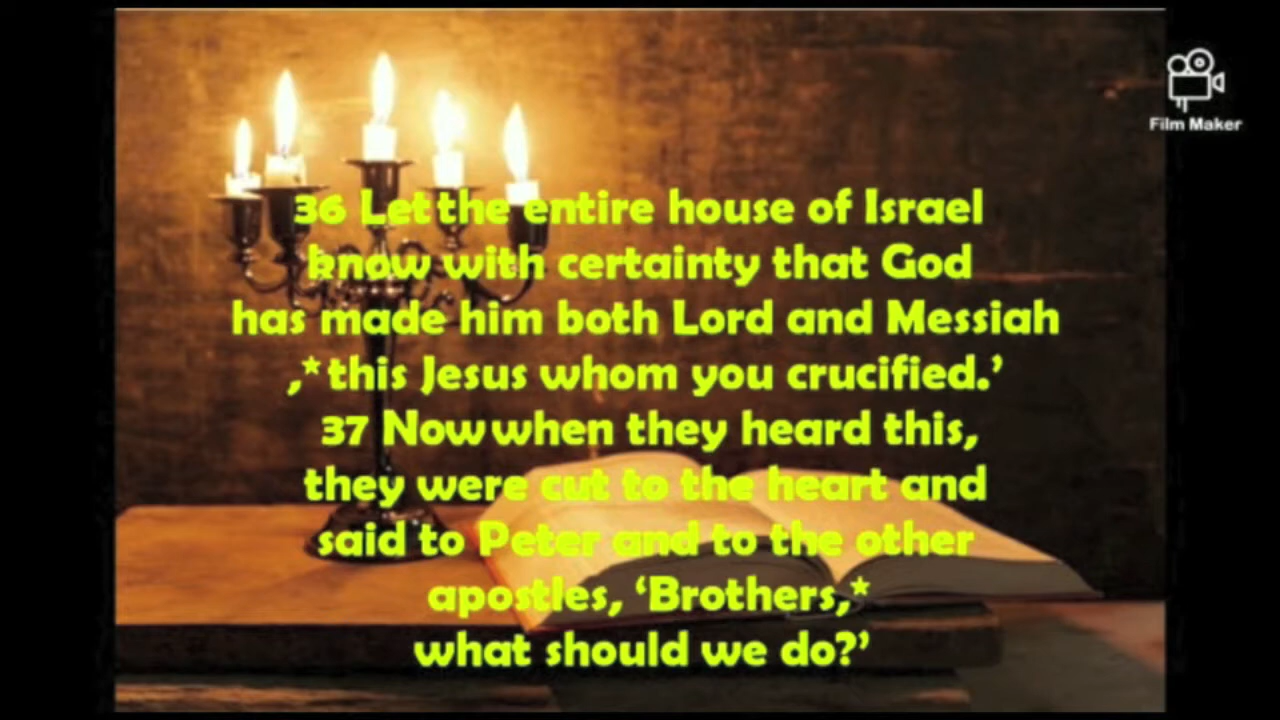 Film Maker
36 Let the entire house of Israel
know with certainty that God
has made him both Lord and Messiah
,* this Jesus whom you crucified.’
37 Now when they heard this,
they were cut to the heart and
said to Peter and to the other
apostles, ‘Brothers,*
what should we do?’